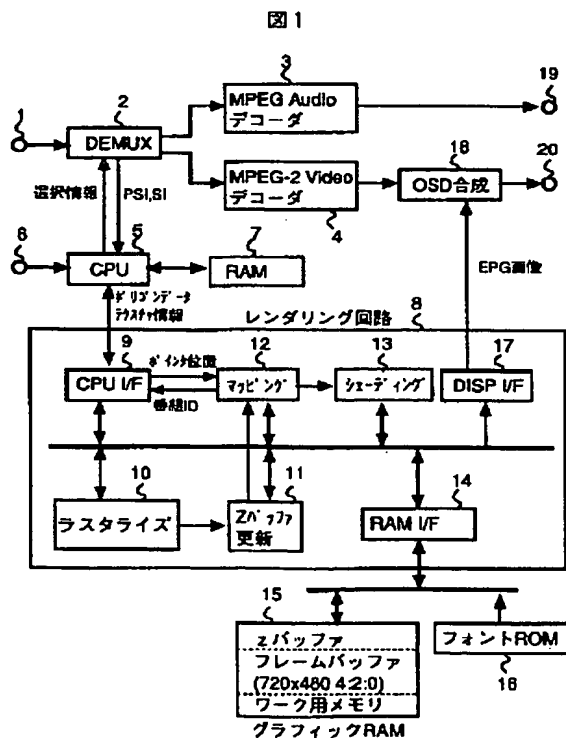 図1
3
19
MPEG Audio
デコーダ
1
2
DEMUX
18
20
MPEG-2 Video
デコーダ
OSD合成
4
選択情報
PSI,SI
6
5
7
CPU
RAM
EPG画像
ポリゴンデータ
テクスチャ情報
レンダリング回路
8
9
ポインタ位置
12
13
17
CPU I/F
マッピング
シェーディング
DISP I/F
番組ID
10
11
14
ラスタライズ
Zバッファ
更新
RAM I/F
15
zバッファ
フレームバッファ
(720x480 4:2:0)
ワーク用メモリ
グラフィックRAM
フォントROM
16